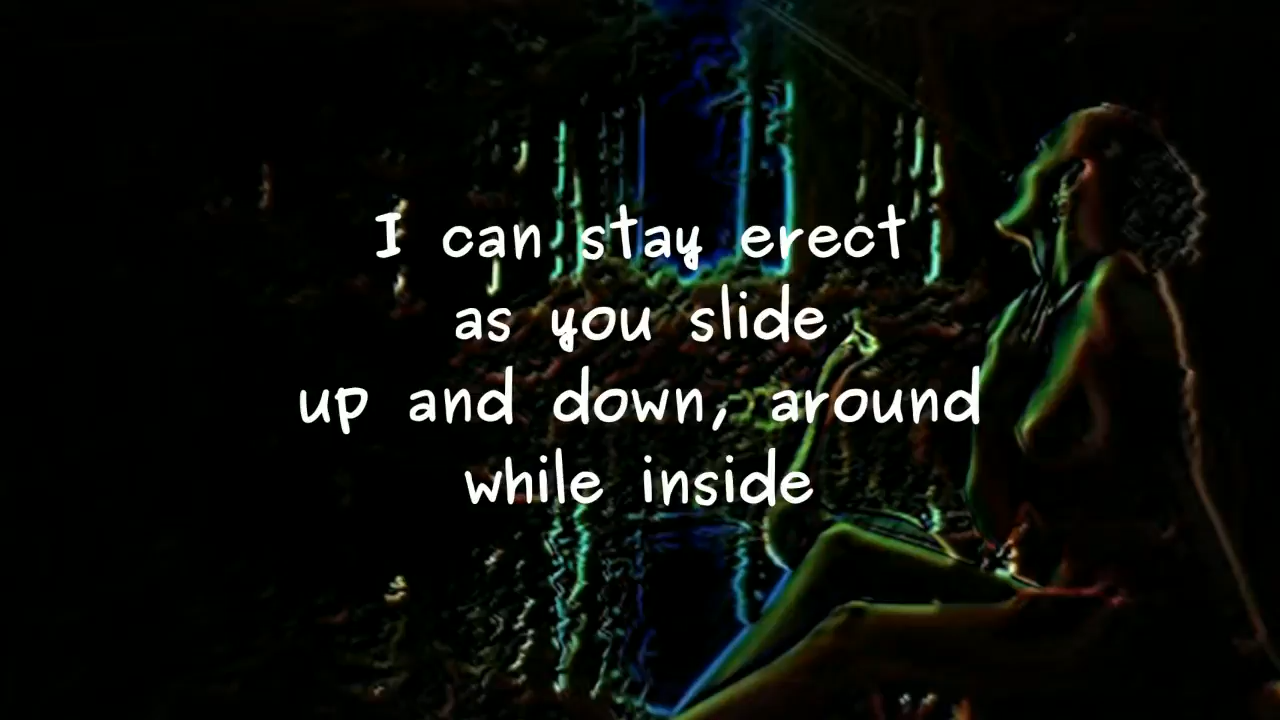 I can stay erect
as you slide
up and down, around
while inside